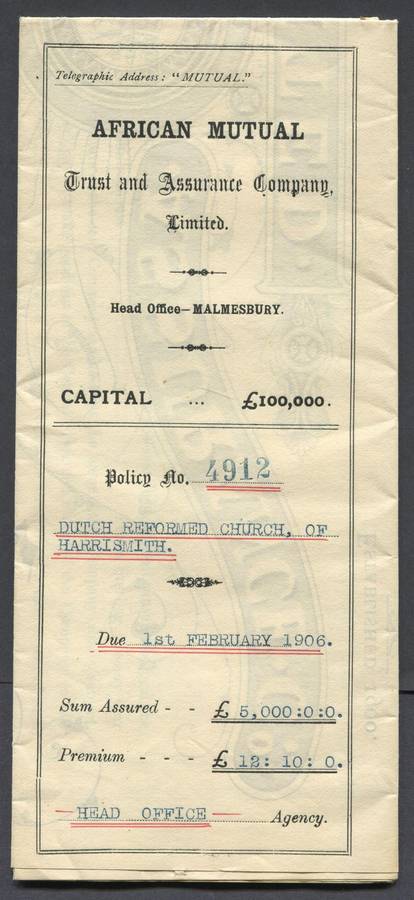 Telegraphic Address: "MUTUAL."
AFRICAN MUTUAL
Trust and Assurance Company,
Limited.
Head Office—MALMESBURY.
CAPITAL ... £100,000.
Policy No. 4912
DUTCH REFORMED CHURCH, OF
HARRISMITH.
Due 1st FEBRUARY 1906.
Sum Assured - - £ 5,000:0:0.
Premium - - - £ 12: 10: 0.
— HEAD OFFICE — Agency.